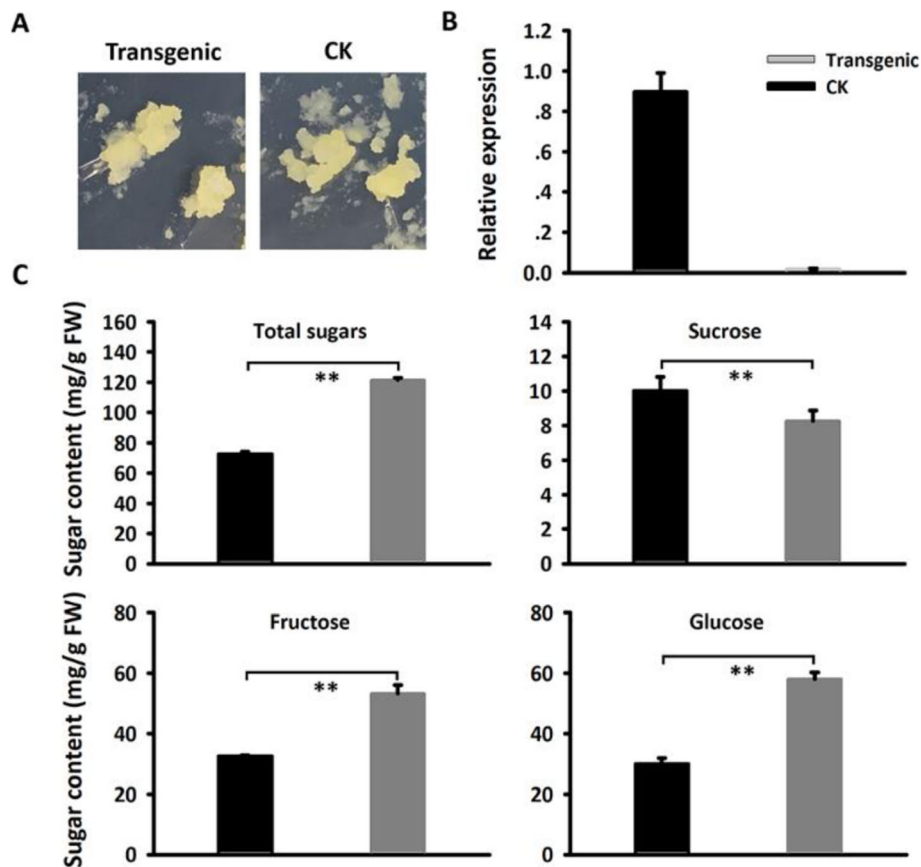 A
Transgenic
CK
B
Relative expression
1.2
1.0
.8
.6
.4
.2
0.0
Transgenic
CK
C
Sugar content (mg/g FW)
160
140
120
100
80
60
40
20
0
Total sugars
**
14
12
10
8
6
4
2
0
Sucrose
**
Sugar content (mg/g FW)
80
60
40
20
0
Fructose
**
80
60
40
20
0
Glucose
**